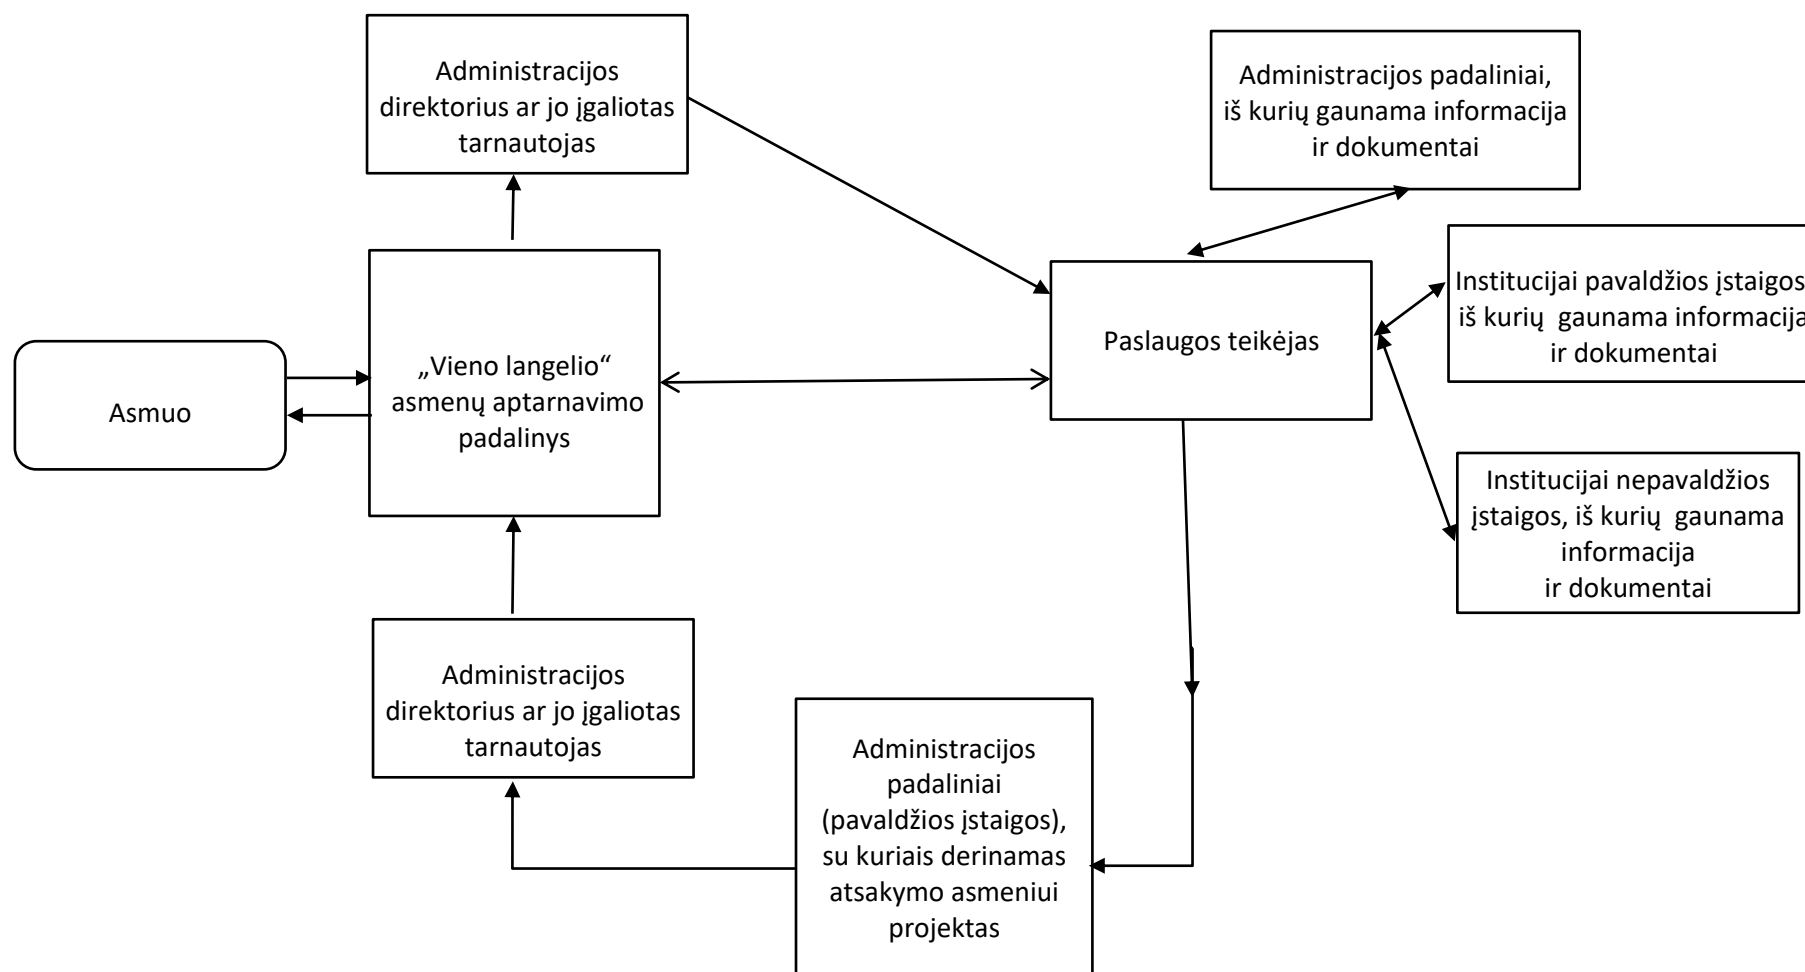 Administracijos
direktorius ar jo įgaliotas
tarnautojas
Administracijos padaliniai,
iš kurių gaunama informacija
ir dokumentai
Institucijai pavaldžios įstaigos
iš kurių  gaunama informacija
ir dokumentai
Paslaugos teikėjas
„Vieno langelio“
asmenų aptarnavimo
padalinys
Asmuo
Institucijai nepavaldžios
įstaigos, iš kurių  gaunama
informacija
ir dokumentai
Administracijos
direktorius ar jo įgaliotas
tarnautojas
Administracijos
padaliniai
(pavaldžios įstaigos),
su kuriais derinamas
atsakymo asmeniui
projektas